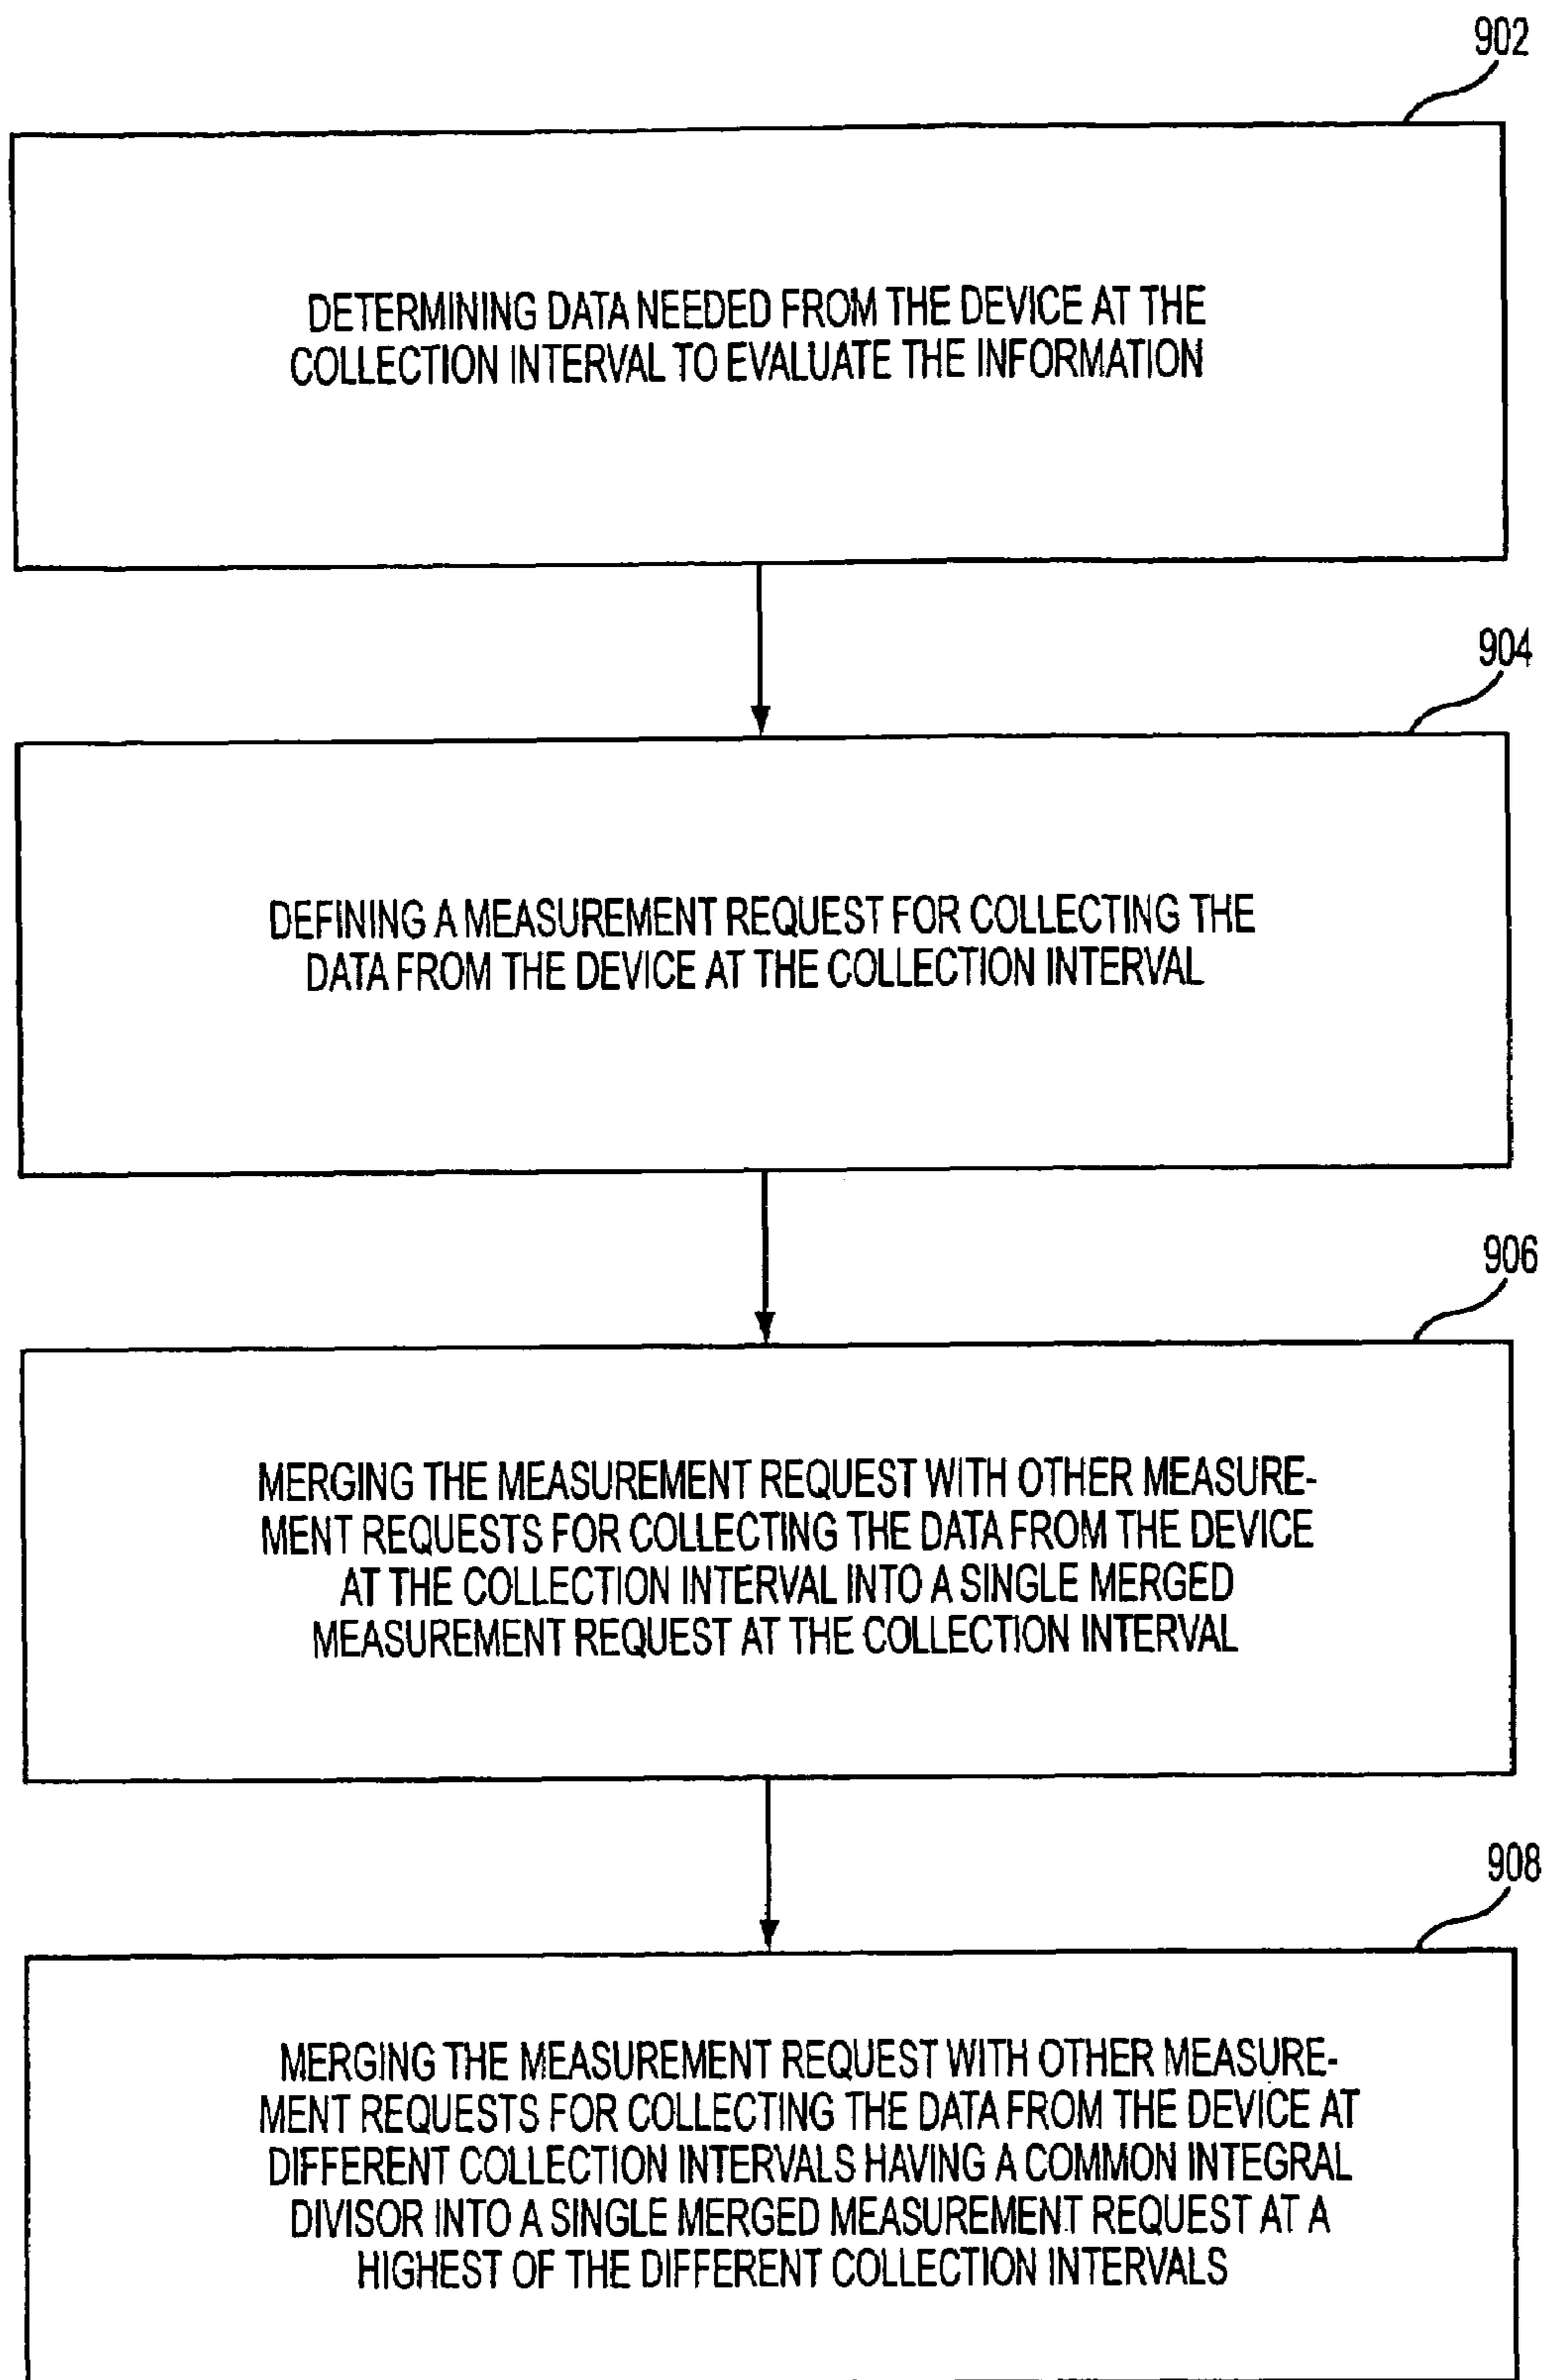 902
DETERMINING DATA NEEDED FROM THE DEVICE AT THE
COLLECTION INTERVAL TO EVALUATE THE INFORMATION
904
DEFINING A MEASUREMENT REQUEST FOR COLLECTING THE
DATA FROM THE DEVICE AT THE COLLECTION INTERVAL
906
MERGING THE MEASUREMENT REQUEST WITH OTHER MEASURE-
MENT REQUESTS FOR COLLECTING THE DATA FROM THE DEVICE
AT THE COLLECTION INTERVAL INTO A SINGLE MERGED
MEASUREMENT REQUEST AT THE COLLECTION INTERVAL
908
MERGING THE MEASUREMENT REQUEST WITH OTHER MEASURE-
MENT REQUESTS FOR COLLECTING THE DATA FROM THE DEVICE AT
DIFFERENT COLLECTION INTERVALS HAVING A COMMON INTEGRAL
DIVISOR INTO A SINGLE MERGED MEASUREMENT REQUEST AT A
HIGHEST OF THE DIFFERENT COLLECTION INTERVALS